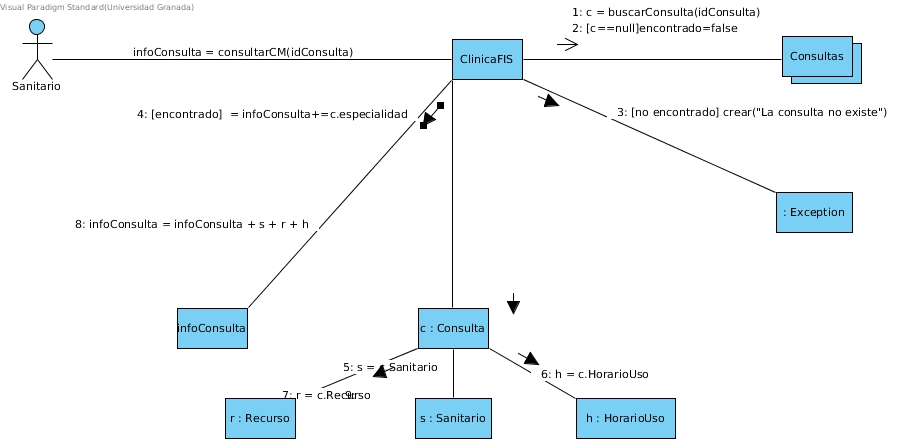 Visual Paradigm Standard(Universidad Granada)
1: c = buscarConsulta(idConsulta)
2: [c==null]encontrado=false
infoConsulta = consultarCM(idConsulta)
ClinicaFIS
Consultas
Sanitario
4: [encontrado]  = infoConsulta+=c.especialidad
3: [no encontrado] crear("La consulta no existe")
: Exception
8: infoConsulta = infoConsulta + s + r + h
infoConsulta
c : Consulta
5: s = c.Sanitario
6: h = c.HorarioUso
7: r = c.Recurso
9:
r : Recurso
s : Sanitario
h : HorarioUso